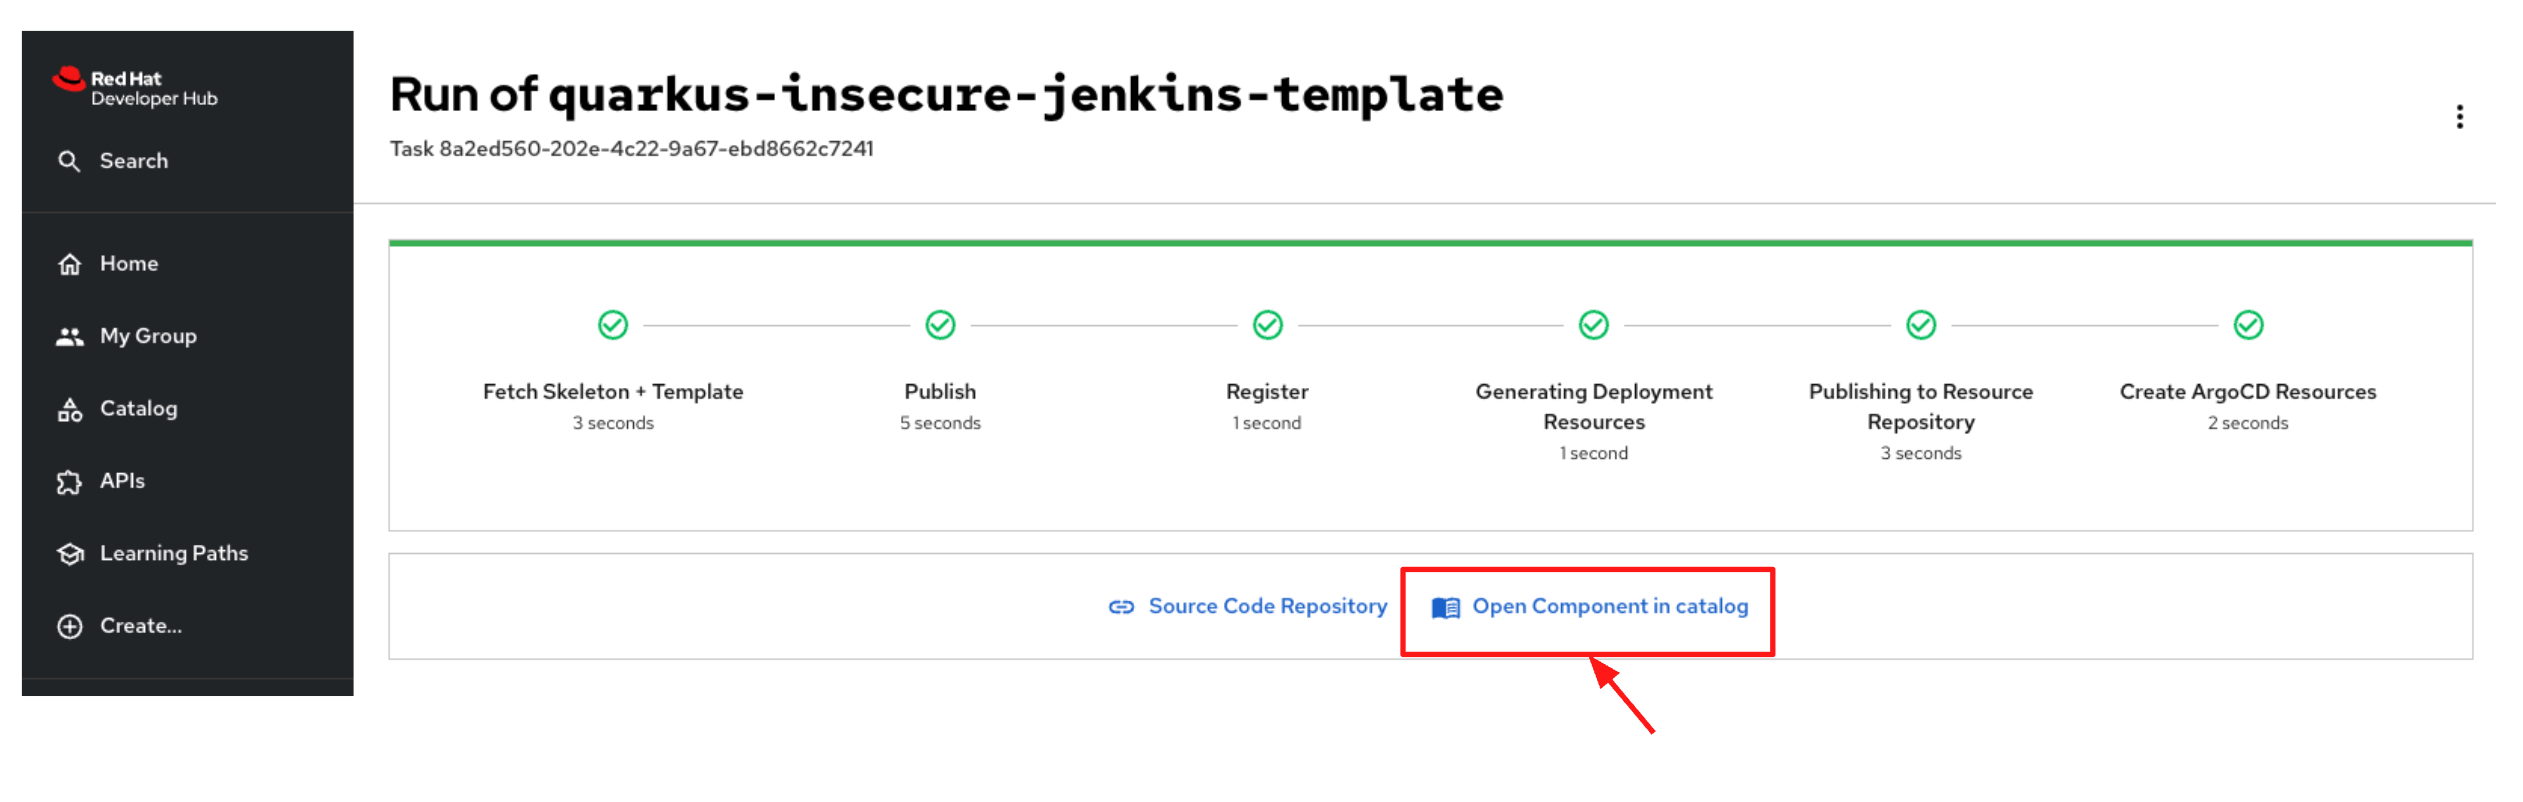 Red Hat
Developer Hub
Search
Home
My Group
Catalog
APIs
Learning Paths
Create...
Run of quarkus-insecure-jenkins-template
Task 8a2ed560-202e-4c22-9a67-ebd8662c7241
Fetch Skeleton + Template
3 seconds
Publish
5 seconds
Register
1 second
Generating Deployment
Resources
1 second
Publishing to Resource
Repository
3 seconds
Create ArgoCD Resources
2 seconds
Source Code Repository
Open Component in catalog